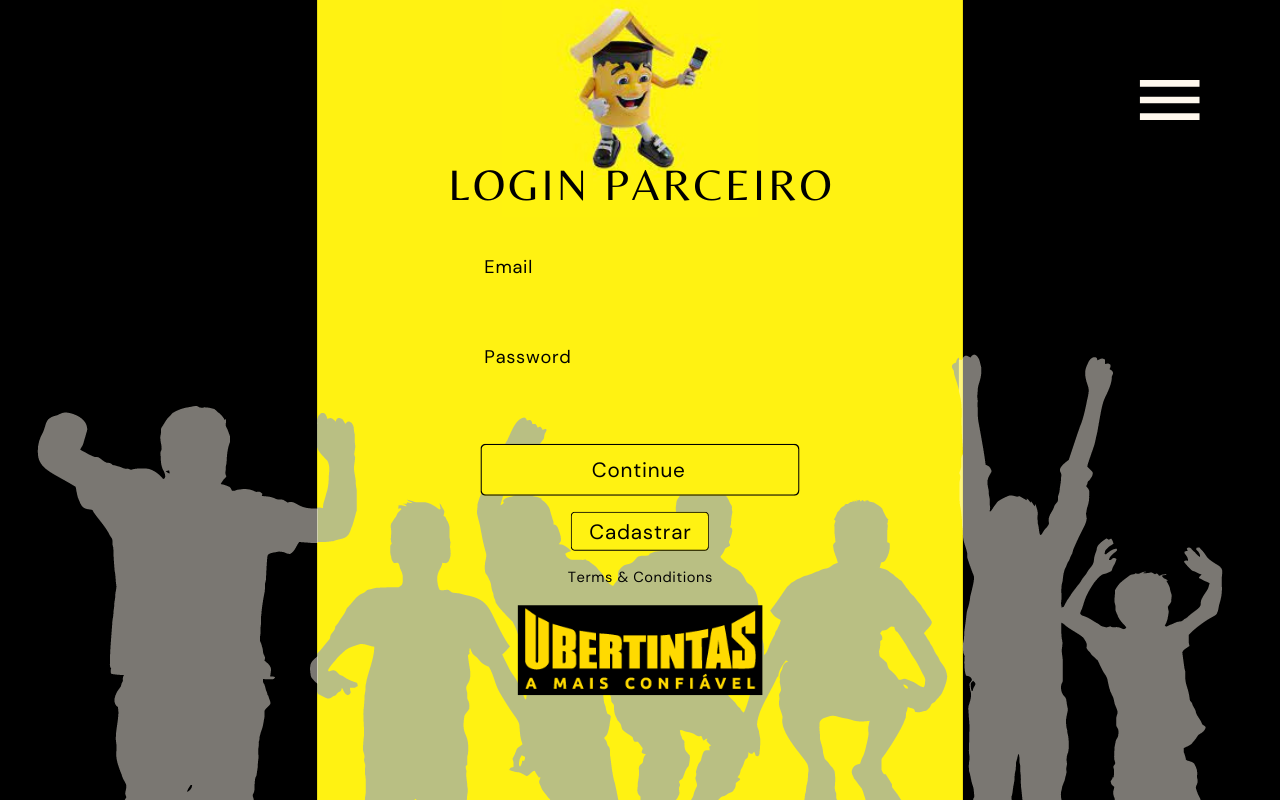 LOGIN PARCEIRO
Email
Password
Continue
Cadastrar
Terms & Conditions
UBERTINTAS
A MAIS CONFIÁVEL